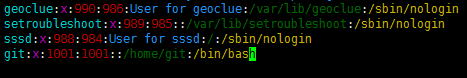 geoclue:x:990:986:User for geoclue:/var/lib/geoclue:/sbin/nologin
setroubleshoot:x:989:985::/var/lib/setroubleshoot:/sbin/nologin
sssd:x:988:984:User for sssd:/:/sbin/nologin
git:x:1001:1001::/home/git:/bin/bash